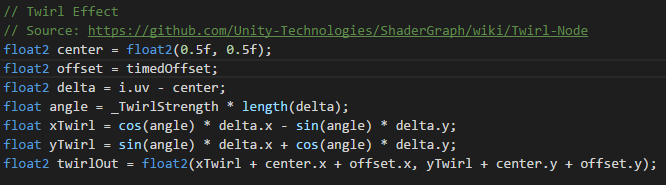 // Twirl Effect
// Source: https://github.com/Unity-Technologies/ShaderGraph/wiki/Twirl-Node
float2 center = float2(0.5f, 0.5f);
float2 offset = timedOffset;
float2 delta = i.uv - center;
float angle = _TwirlStrength * length(delta);
float xTwirl = cos(angle) * delta.x - sin(angle) * delta.y;
float yTwirl = sin(angle) * delta.x + cos(angle) * delta.y;
float2 twirlOut = float2(xTwirl + center.x + offset.x, yTwirl + center.y + offset.y);